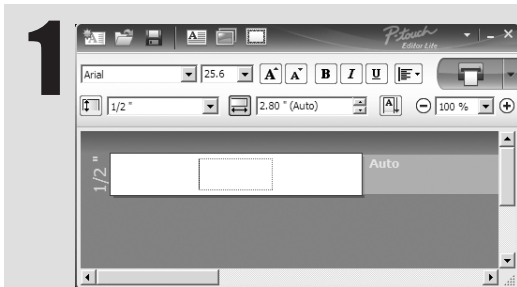 1
P-touch
Editor Lite
Arial 25.6 A A B I U
1/2 " 2.80 " (Auto) A 100 %
1/2 "
Auto